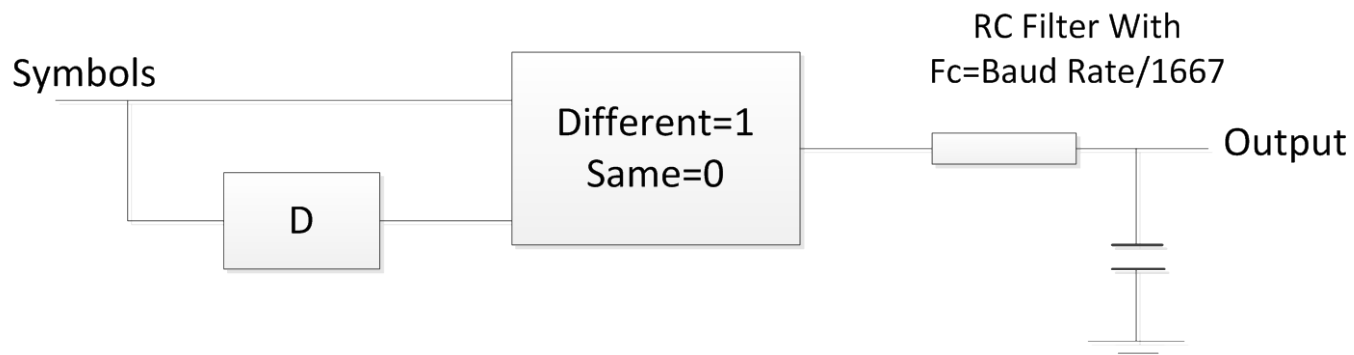 RC Filter With
Fc=Baud Rate/1667
Symbols
Different=1
Same=0
Output
D